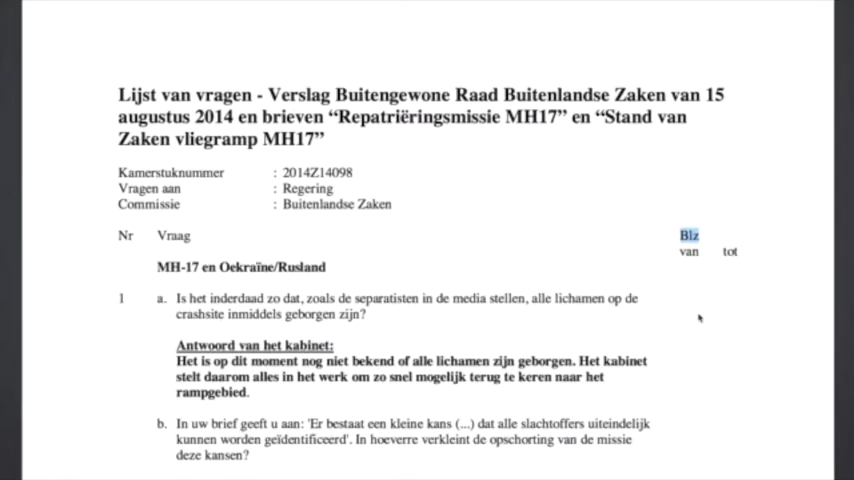 Lijst van vragen - Verslag Buitengewone Raad Buitenlandse Zaken van 15
augustus 2014 en brieven “Repatriëringsmissie MH17” en “Stand van
Zaken vliegramp MH17”
Kamerstuknummer : 2014Z14098
Vragen aan : Regering
Commissie : Buitenlandse Zaken
Nr Vraag Blz
van tot
MH-17 en Oekraïne/Rusland
1 a. Is het inderdaad zo dat, zoals de separatisten in de media stellen, alle lichamen op de
crashsite inmiddels geborgen zijn?
Antwoord van het kabinet:
Het is op dit moment nog niet bekend of alle lichamen zijn geborgen. Het kabinet
stelt daarom alles in het werk om zo snel mogelijk terug te keren naar het
rampgebied.
b. In uw brief geeft u aan: 'Er bestaat een kleine kans (...) dat alle slachtoffers uiteindelijk
kunnen worden geïdentificeerd'. In hoeverre verkleint de opschorting van de missie
deze kansen?